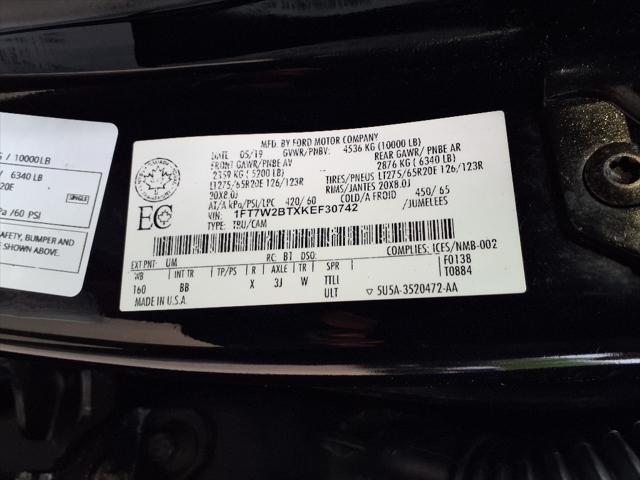 / 10000 LB
6340 LB
20E
SINGLE
Pa /60 PSI
SAFETY, BUMPER AND
SHOWN ABOVE.
MFD. BY FORD MOTOR COMPANY
DATE: 05/19 GVWR/PNBV: 4536 KG (10000 LB)
FRONT GAWR/PNBE AV REAR GAWR/ PNBE AR
2359 KG ( 5200 LB) 2876 KG ( 6340 LB)
LT275/65R20E 126/123R TIRES/PNEUS LT275/65R20E 126/123R
20X8.0J RIMS/JANTES 20X8.0J
AT/A kPa/PSI/LPC 420/60 COLD/A FROID 450/65
VIN: 1FT7W2BTXKEF30742 /JUMELEES
TYPE: TBU/CAM
EC
COMPLIES: ICES/NMB-002
EXT PNT: UM RC: B1 DSO: F0138
WB INT TR TP/PS R AXLE TR SPR T0884
160 BB X 3J W TTLI
MADE IN U.S.A. ULT 5U5A-3520472-AA